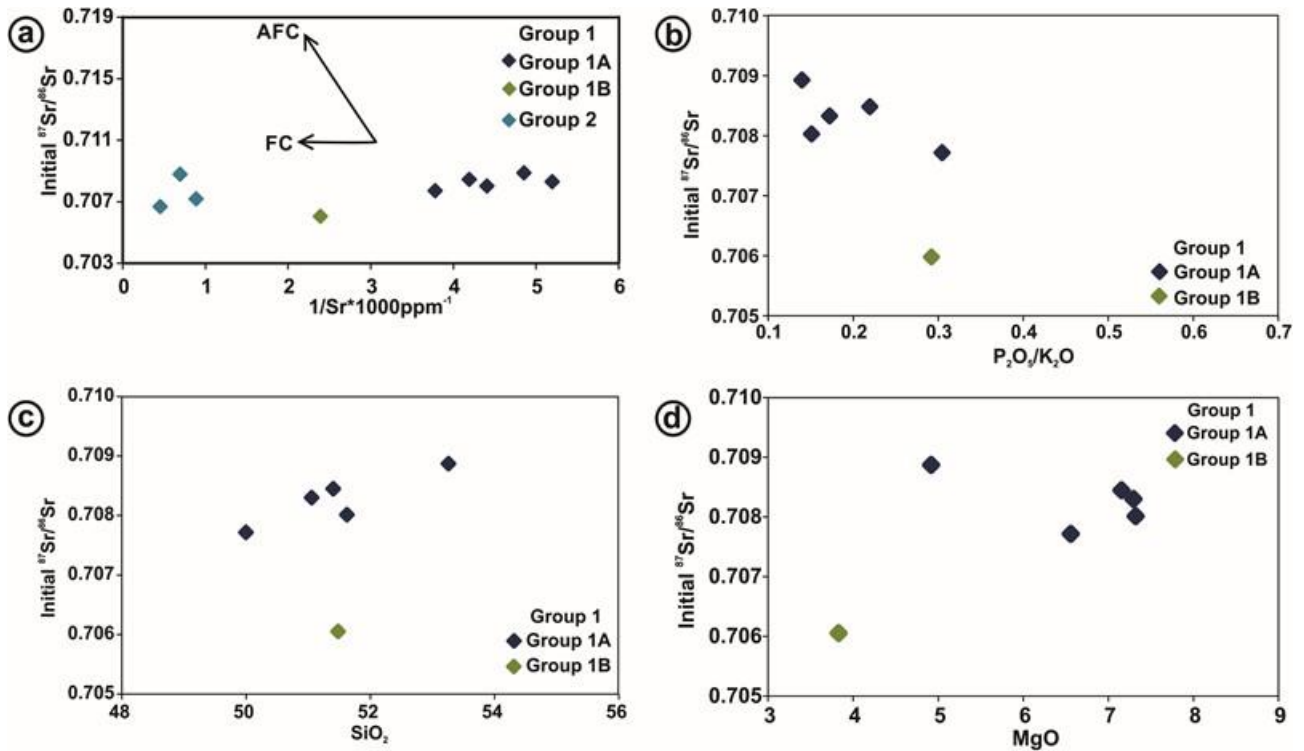 a
0.719
0.715
0.711
0.707
0.703
Initial ⁸⁷Sr/⁸⁶Sr
AFC
FC
Group 1
Group 1A
Group 1B
Group 2
0 1 2 3 4 5 6
1/Sr*1000ppm⁻¹
b
0.710
0.709
0.708
0.707
0.706
0.705
Initial ⁸⁷Sr/⁸⁶Sr
Group 1
Group 1A
Group 1B
0.1 0.2 0.3 0.4 0.5 0.6 0.7
P₂O₅/K₂O
c
0.710
0.709
0.708
0.707
0.706
0.705
Initial ⁸⁷Sr/⁸⁶Sr
Group 1
Group 1A
Group 1B
48 50 52 54 56
SiO₂
d
0.710
0.709
0.708
0.707
0.706
0.705
Initial ⁸⁷Sr/⁸⁶Sr
Group 1
Group 1A
Group 1B
3 4 5 6 7 8 9
MgO